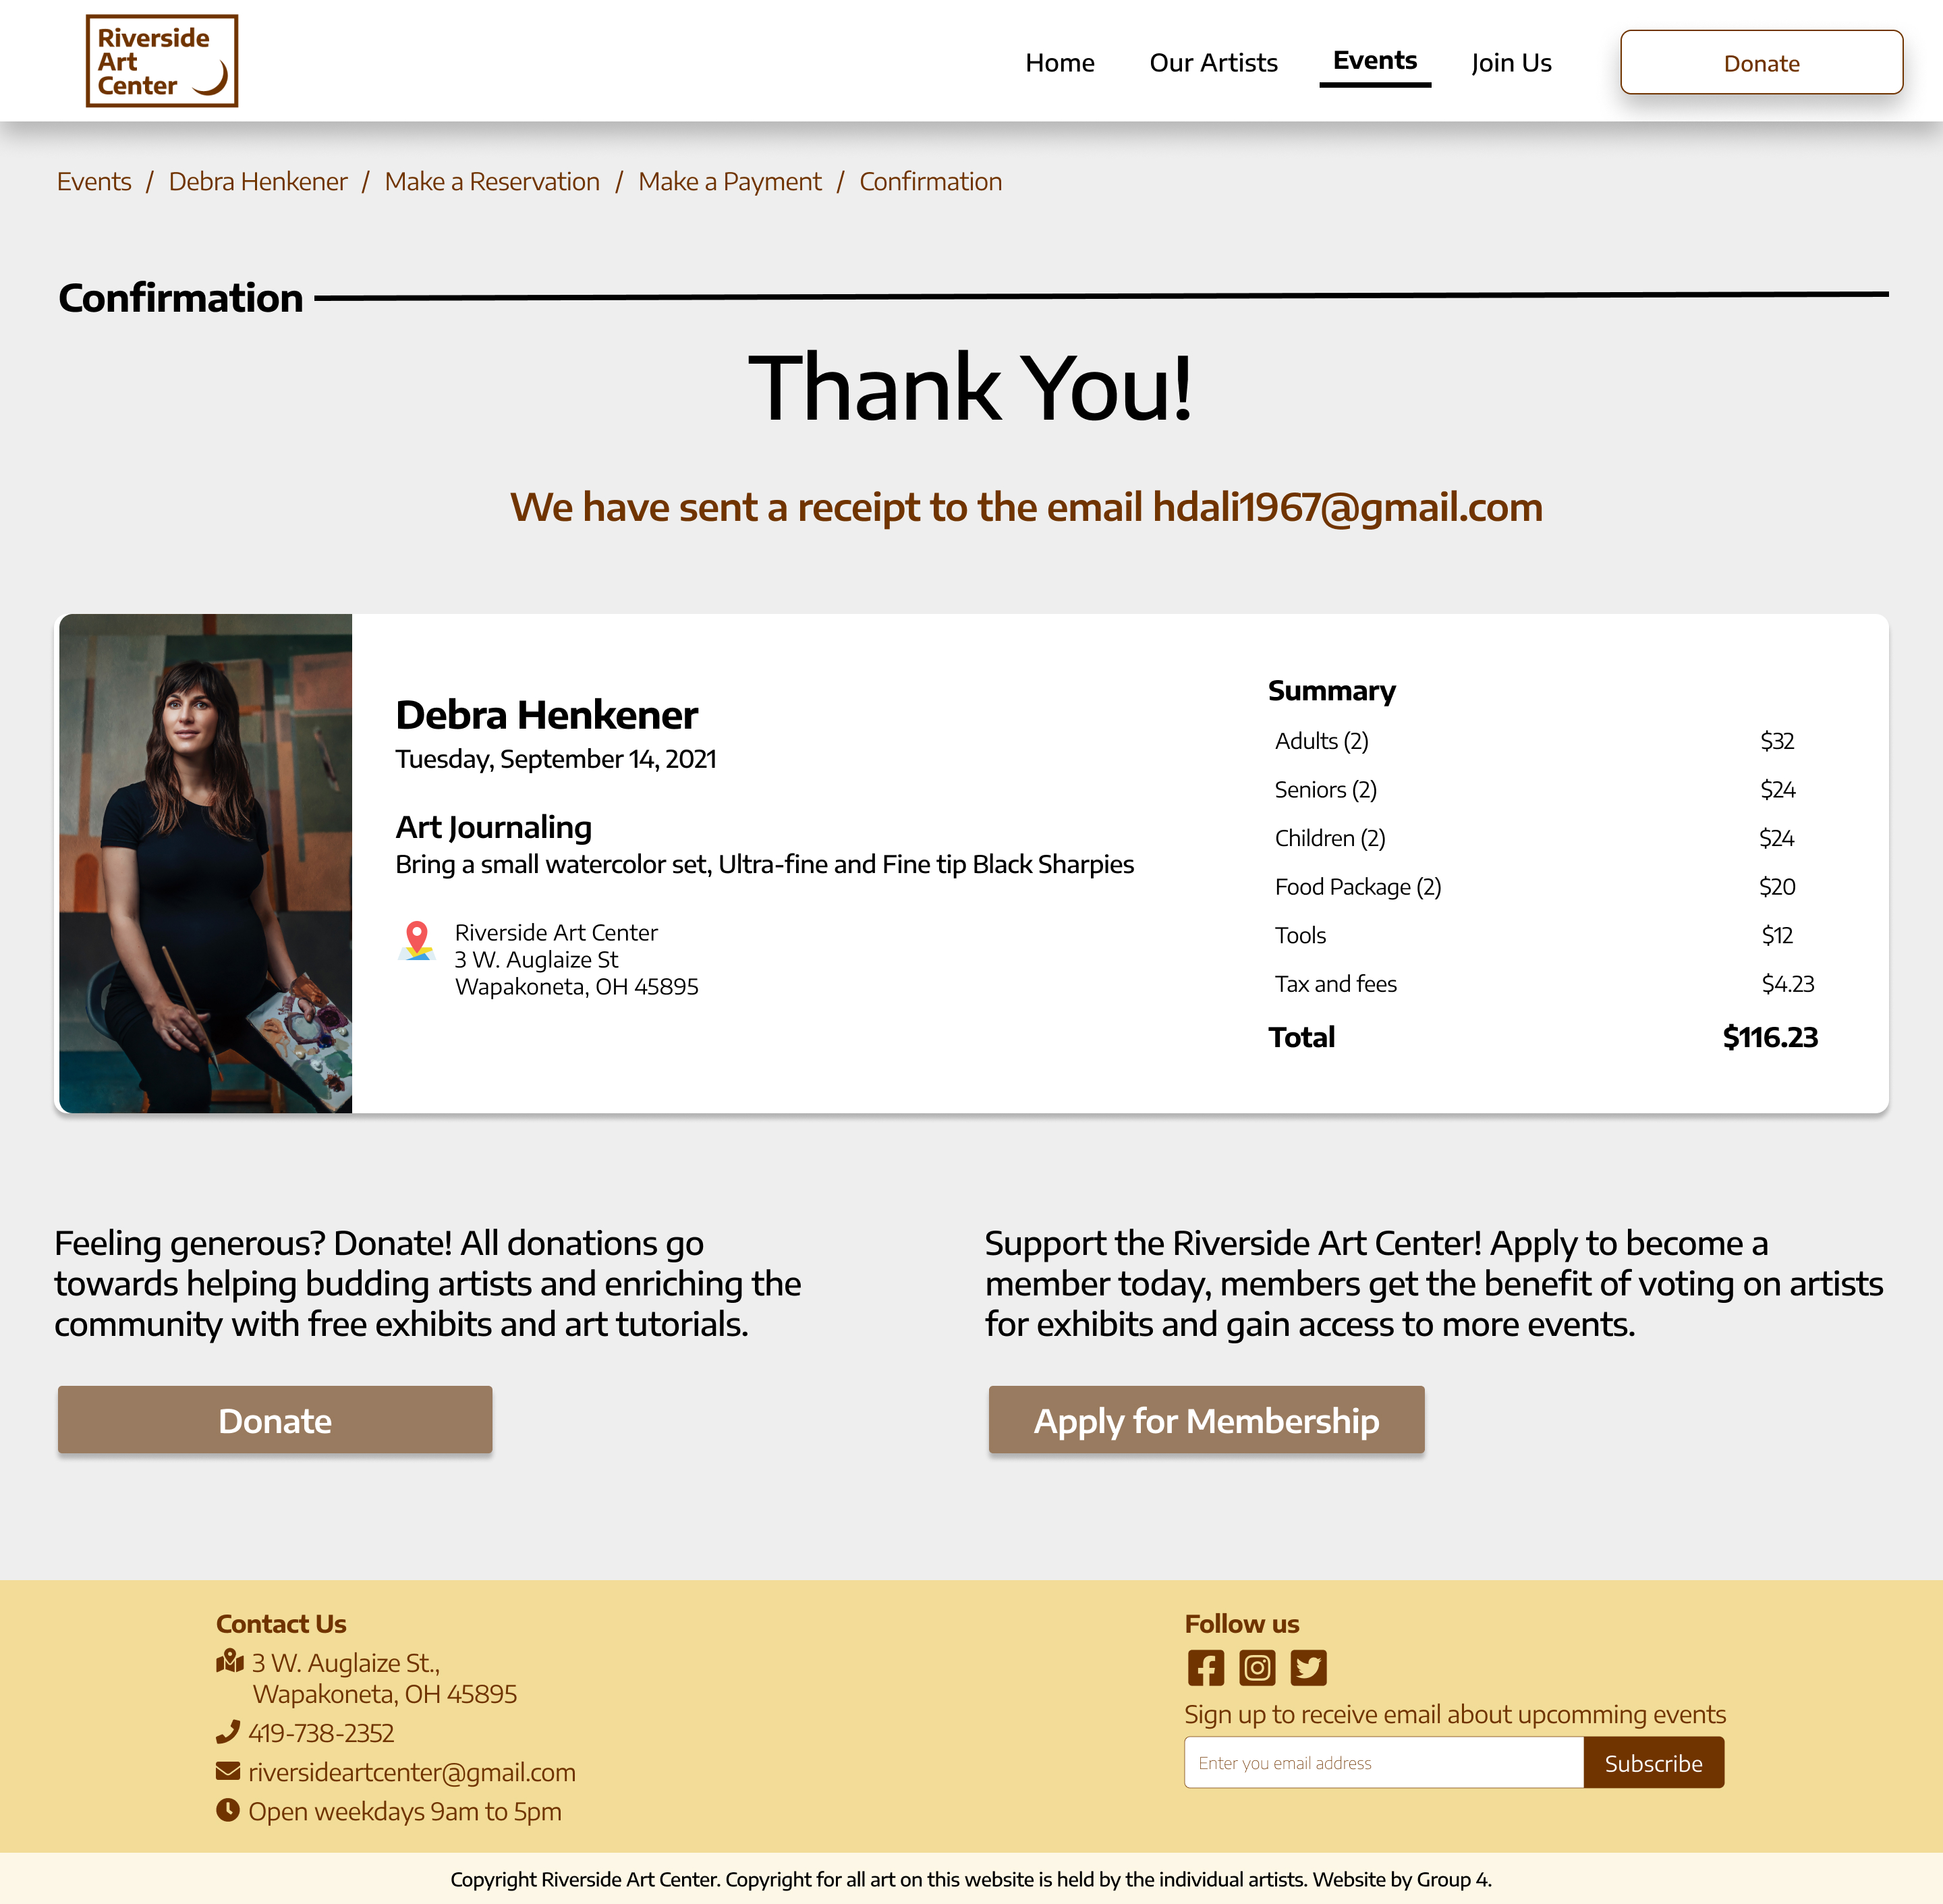 Riverside
Art
Center
Home
Our Artists
Events
Join Us
Donate
Events / Debra Henkener / Make a Reservation / Make a Payment / Confirmation
Confirmation
Thank You!
We have sent a receipt to the email hdali1967@gmail.com
Debra Henkener
Tuesday, September 14, 2021
Art Journaling
Bring a small watercolor set, Ultra-fine and Fine tip Black Sharpies
Riverside Art Center
3 W. Auglaize St
Wapakoneta, OH 45895
Summary
Adults (2) $32
Seniors (2) $24
Children (2) $24
Food Package (2) $20
Tools $12
Tax and fees $4.23
Total $116.23
Feeling generous? Donate! All donations go
towards helping budding artists and enriching the
community with free exhibits and art tutorials.
Donate
Support the Riverside Art Center! Apply to become a
member today, members get the benefit of voting on artists
for exhibits and gain access to more events.
Apply for Membership
Contact Us
3 W. Auglaize St.,
Wapakoneta, OH 45895
419-738-2352
riversideartcenter@gmail.com
Open weekdays 9am to 5pm
Follow us
Sign up to receive email about upcomming events
Enter you email address
Subscribe
Copyright Riverside Art Center. Copyright for all art on this website is held by the individual artists. Website by Group 4.